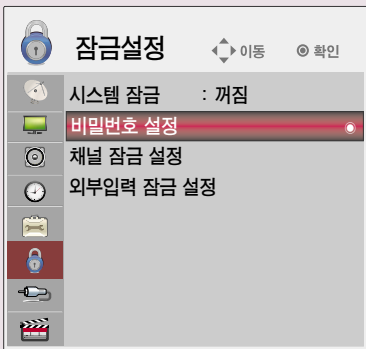 잠금설정 이동 확인
시스템 잠금 : 꺼짐
비밀번호 설정
채널 잠금 설정
외부입력 잠금 설정